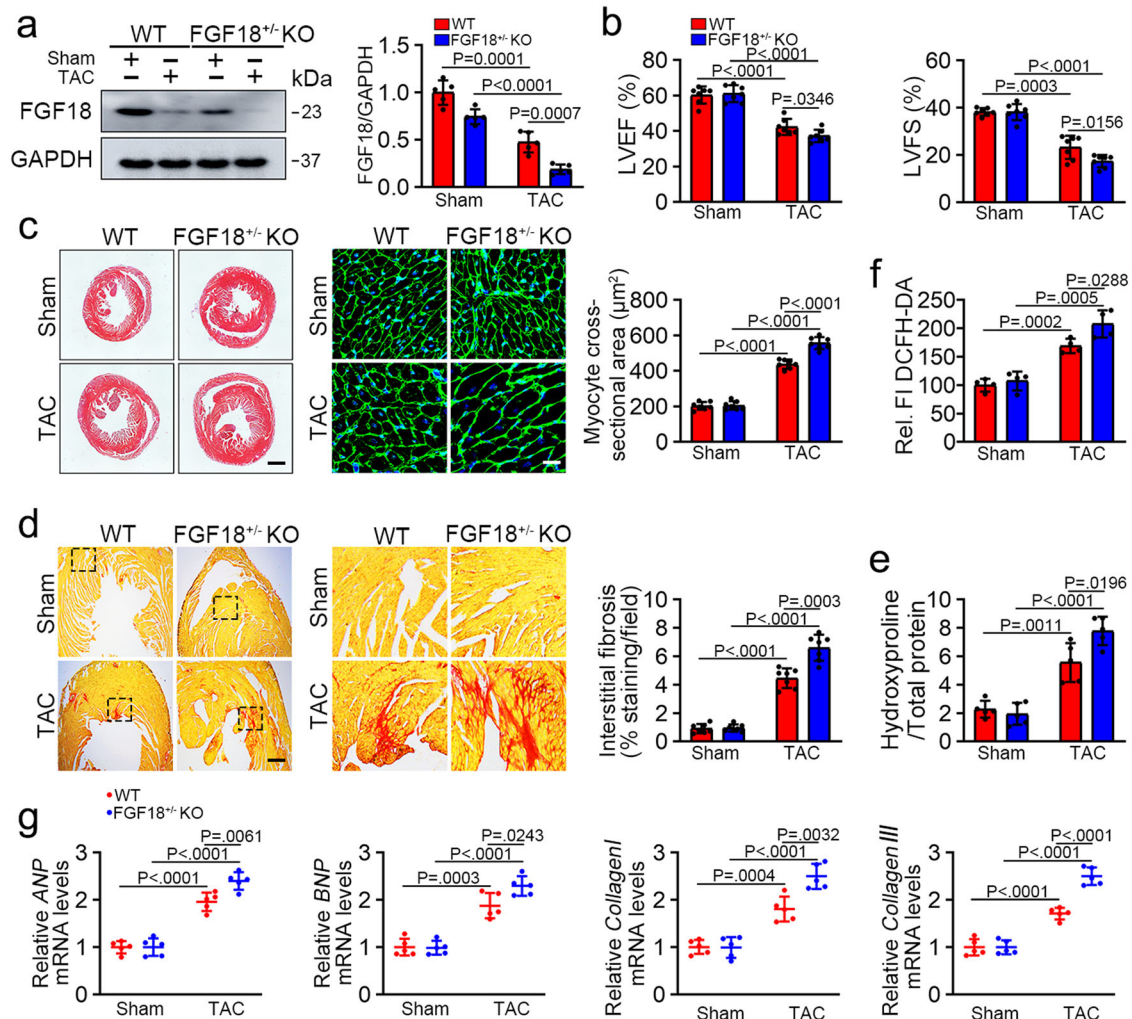 a
WT FGF18+/- KO
Sham + – + –
TAC – + – + kDa
FGF18 –23
GAPDH –37
WT
FGF18+/- KO
FGF18/GAPDH
1.5
1.0
0.5
0.0
P=0.0001
P<0.0001
P=0.0007
Sham TAC
b
WT
FGF18+/- KO
LVEF (%)
80
60
40
20
0
P<.0001
P<.0001
P=.0346
Sham TAC
LVFS (%)
60
40
20
0
P<.0001
P=.0003
P=.0156
Sham TAC
c
WT FGF18+/- KO
Sham
TAC
WT FGF18+/- KO
Sham
TAC
Myocyte cross-
sectional area (µm²)
800
600
400
200
0
P<.0001
P<.0001
P<.0001
Sham TAC
f
Rel. FI DCFH-DA
250
200
150
100
50
0
P=.0288
P=.0005
P=.0002
Sham TAC
d
WT FGF18+/- KO
Sham
TAC
WT FGF18+/- KO
Sham
TAC
Interstitial fibrosis
(% staining/field)
10
8
6
4
2
0
P=.0003
P<.0001
P<.0001
Sham TAC
e
Hydroxyproline
/Total protein
10
8
6
4
2
0
P=.0196
P<.0001
P=.0011
Sham TAC
g
WT
FGF18+/- KO
Relative ANP
mRNA levels
3
2
1
0
P=.0061
P<.0001
P<.0001
Sham TAC
Relative BNP
mRNA levels
3
2
1
0
P=.0243
P<.0001
P=.0003
Sham TAC
Relative CollagenI
mRNA levels
3
2
1
0
P=.0032
P<.0001
P=.0004
Sham TAC
Relative CollagenIII
mRNA levels
3
2
1
0
P<.0001
P<.0001
P<.0001
Sham TAC